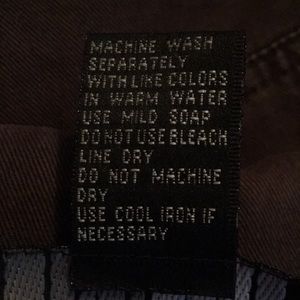 MACHINE WASH
SEPARATELY
WITH LIKE COLORS
IN WARM WATER
USE MILD SOAP
DO NOT USE BLEACH
LINE DRY
DO NOT MACHINE
DRY
USE COOL IRON IF
NECESSARY